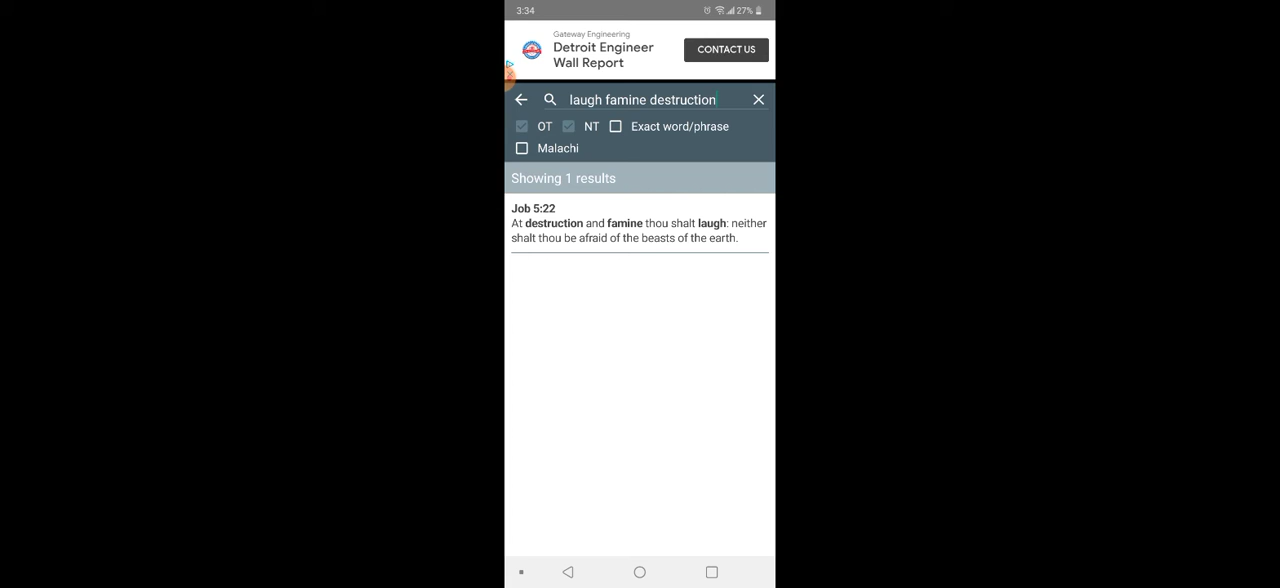 3:34
27%
Gateway Engineering
Detroit Engineer
Wall Report
CONTACT US
laugh famine destruction
OT NT Exact word/phrase
Malachi
Showing 1 results
Job 5:22
At destruction and famine thou shalt laugh: neither
shalt thou be afraid of the beasts of the earth.